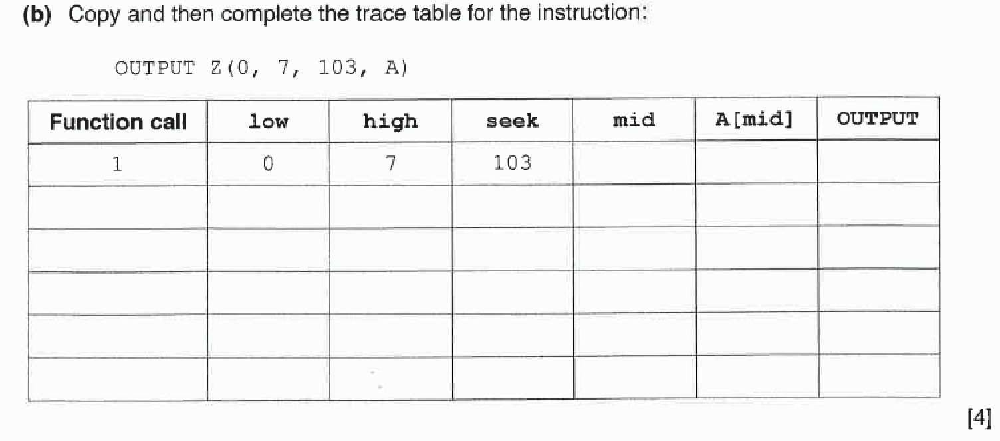 (b) Copy and then complete the trace table for the instruction:
OUTPUT Z(0, 7, 103, A)
Function call low high seek mid A[mid] OUTPUT
1 0 7 103
[4]